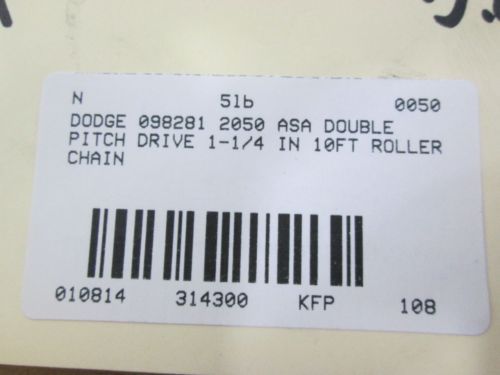 N 5lb 0050
DODGE 098281 2050 ASA DOUBLE
PITCH DRIVE 1-1/4 IN 10FT ROLLER
CHAIN
010814 314300 KFP 108